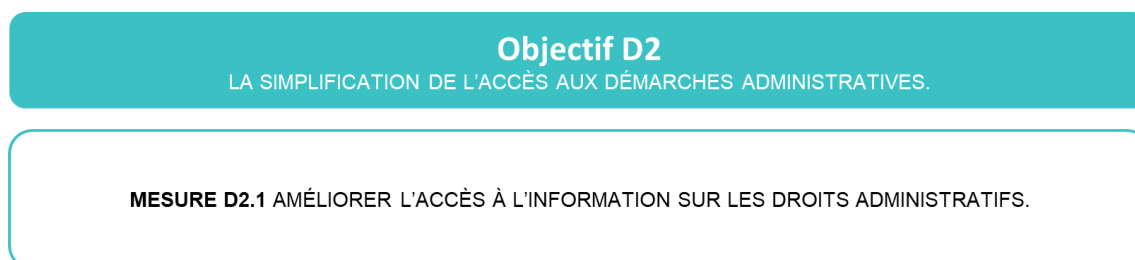 Objectif D2
LA SIMPLIFICATION DE L’ACCÈS AUX DÉMARCHES ADMINISTRATIVES.
MESURE D2.1 AMÉLIORER L’ACCÈS À L’INFORMATION SUR LES DROITS ADMINISTRATIFS.